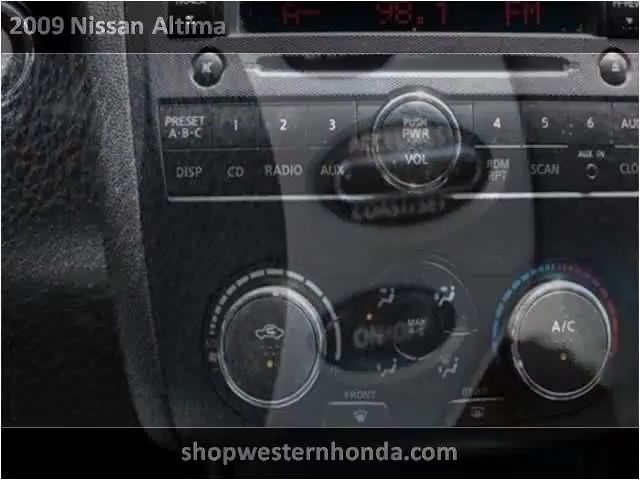 2009 Nissan Altima
A- 98.1 FM
PRESET 1 2 3 PUSH 4 5 6
A·B·C PWR
VOL AUX IN
DISP CD RADIO AUX RDM SCAN
RPT
ON/OFF
MAX
A/C
A/C
FRONT
shopwesternhonda.com